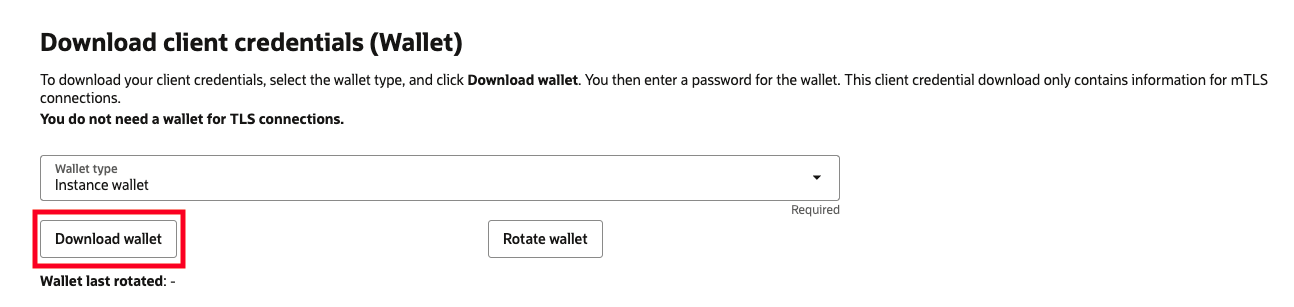 Download client credentials (Wallet)
To download your client credentials, select the wallet type, and click Download wallet. You then enter a password for the wallet. This client credential download only contains information for mTLS
connections.
You do not need a wallet for TLS connections.
Wallet type
Instance wallet
Required
Download wallet
Rotate wallet
Wallet last rotated: -